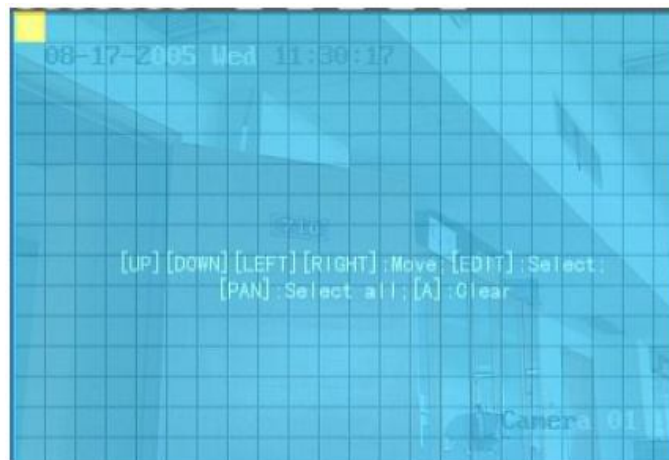 08-17-2005 Wed 11:30:17
[UP][DOWN][LEFT][RIGHT]:Move;[EDIT]:Select;
[PAN]:Select all;[A]:Clear
Camera 01